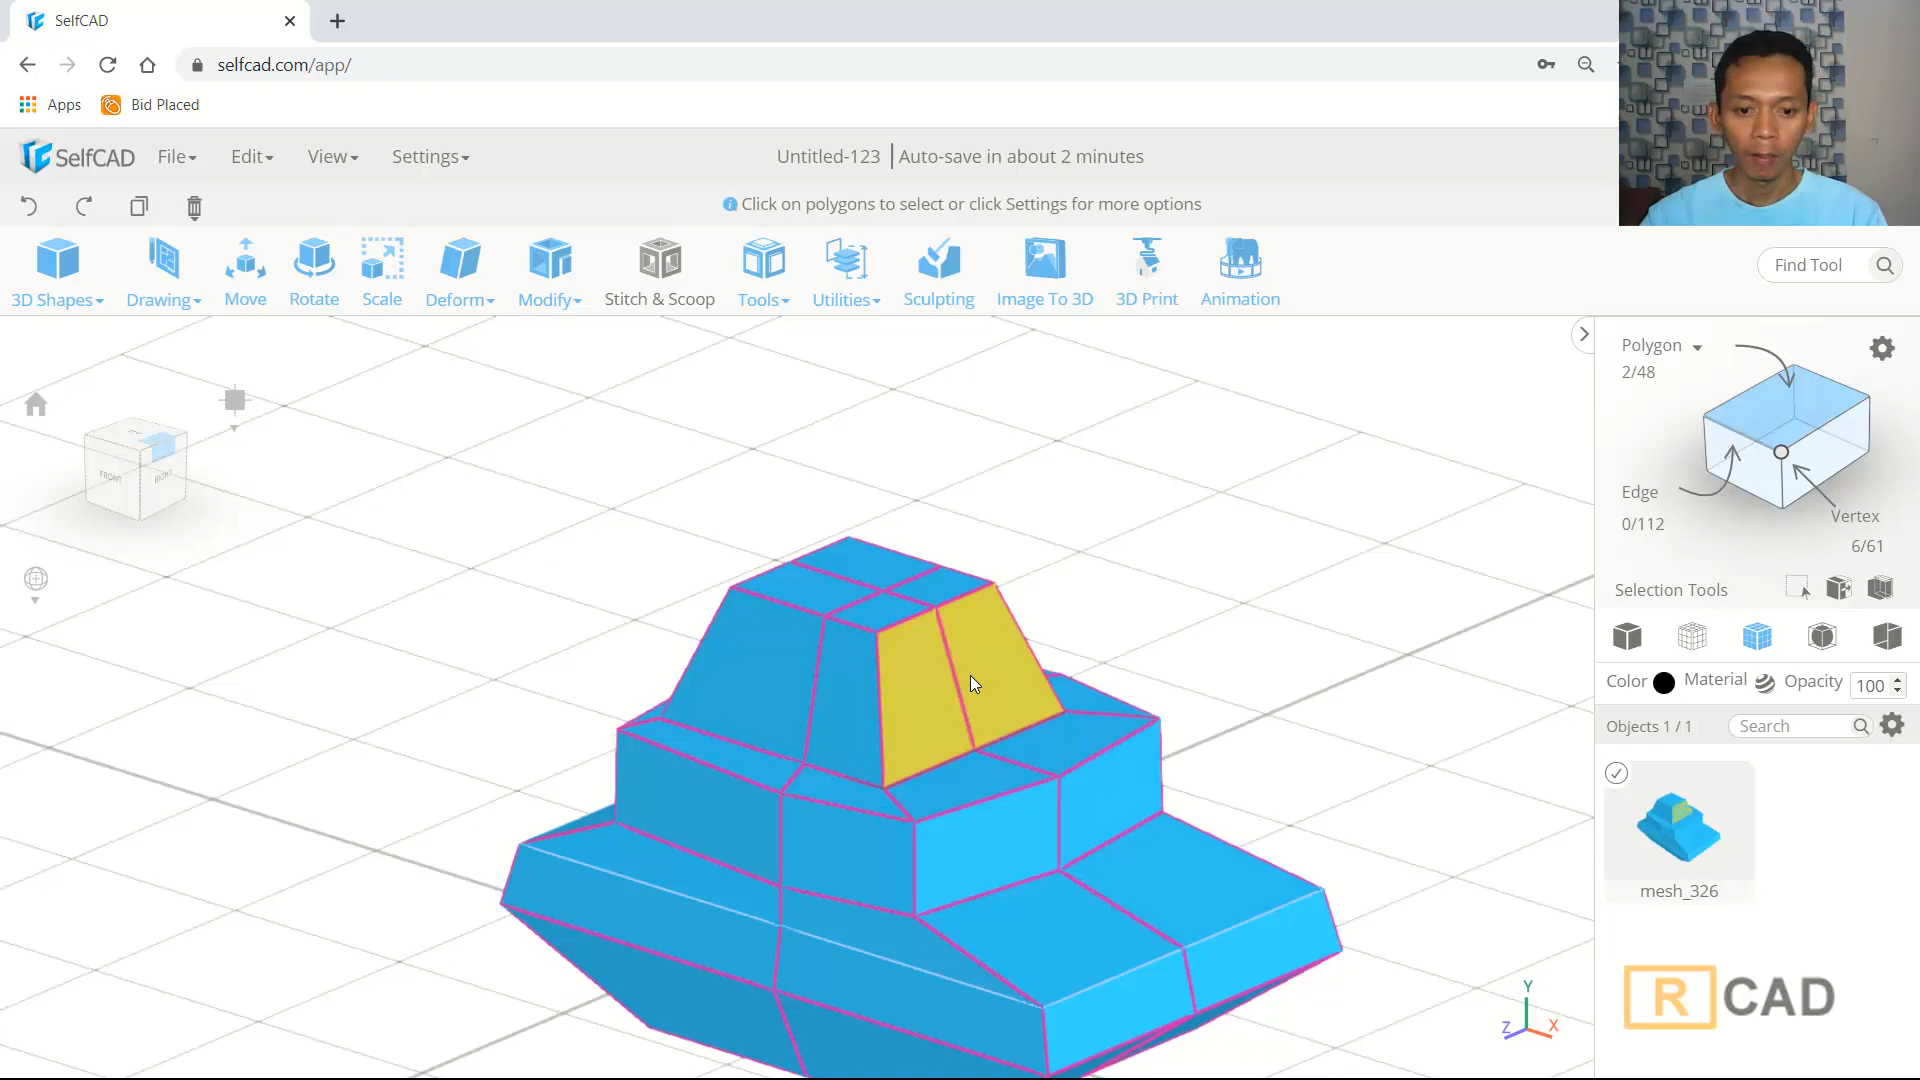 SelfCAD
selfcad.com/app/
Apps
Bid Placed
SelfCAD
File
Edit
View
Settings
Untitled-123
Auto-save in about 2 minutes
Click on polygons to select or click Settings for more options
3D Shapes
Drawing
Move
Rotate
Scale
Deform
Modify
Stitch & Scoop
Tools
Utilities
Sculpting
Image To 3D
3D Print
Animation
Find Tool
FRONT
RIGHT
Polygon
2/48
Edge
0/112
Vertex
6/61
Selection Tools
Color
Material
Opacity
100
Objects 1 / 1
Search
mesh_326
Y
Z
X
R CAD